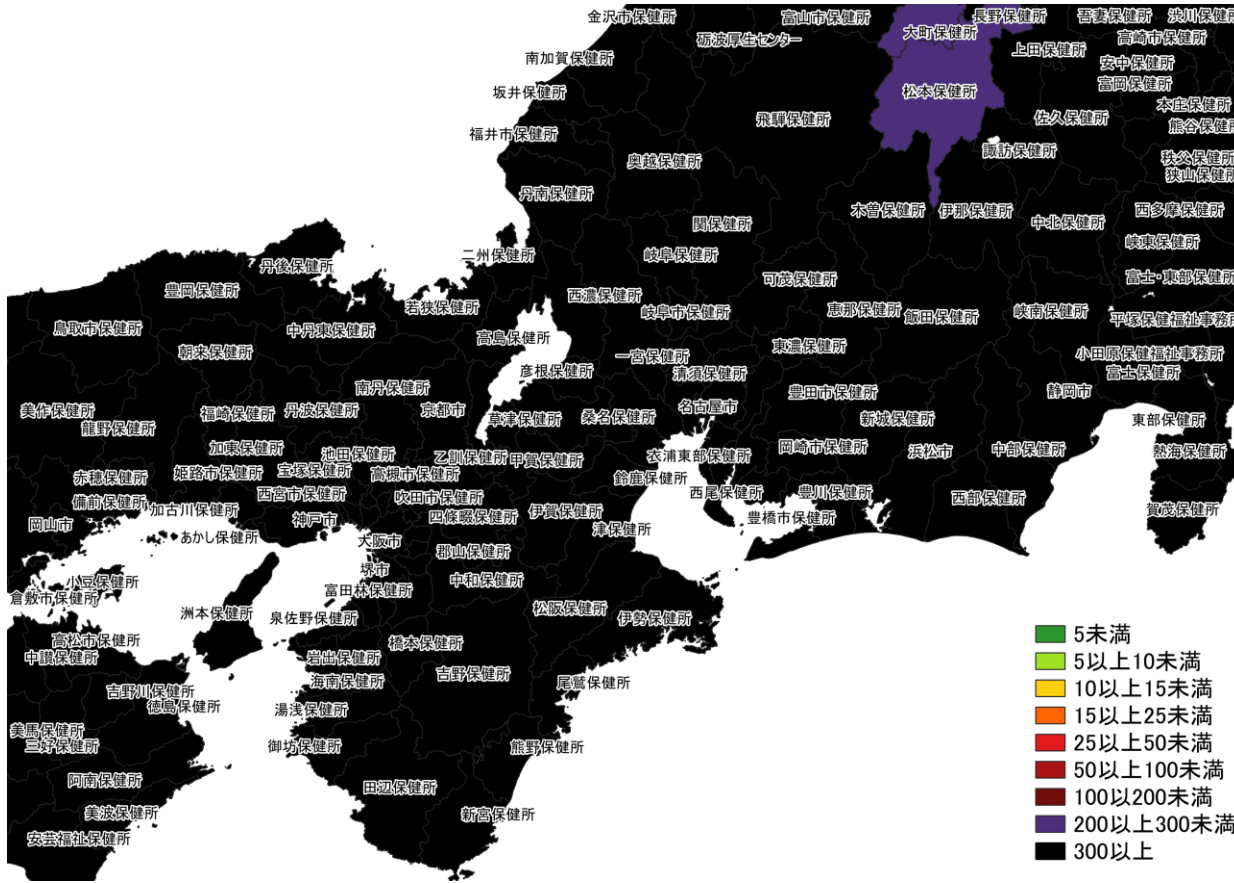 金沢市保健所
富山市保健所
長野保健所
吾妻保健所
渋川保健所
砺波厚生センター
大町保健所
高崎市保健所
南加賀保健所
上田保健所
安中保健所
坂井保健所
松本保健所
富岡保健所
本庄保健所
福井市保健所
飛騨保健所
佐久保健所
熊谷保健所
奥越保健所
諏訪保健所
秩父保健所
狭山保健所
丹南保健所
関保健所
木曽保健所
伊那保健所
中北保健所
西多摩保健所
二州保健所
岐阜保健所
峡東保健所
丹後保健所
可茂保健所
富士・東部保健所
豊岡保健所
若狭保健所
西濃保健所
岐阜市保健所
恵那保健所
飯田保健所
峡南保健所
平塚保健福祉事務所
鳥取市保健所
中丹東保健所
高島保健所
朝来保健所
一宮保健所
東濃保健所
小田原保健福祉事務所
彦根保健所
清須保健所
富士保健所
南丹保健所
豊田市保健所
静岡市
美作保健所
福崎保健所
丹波保健所
京都市
草津保健所
桑名保健所
名古屋市
新城保健所
東部保健所
龍野保健所
加東保健所
池田保健所
乙訓保健所
甲賀保健所
衣浦東部保健所
岡崎市保健所
浜松市
中部保健所
熱海保健所
赤穂保健所
姫路市保健所
宝塚保健所
高槻市保健所
鈴鹿保健所
備前保健所
西宮市保健所
吹田市保健所
西尾保健所
豊川保健所
西部保健所
加古川保健所
神戸市
四條畷保健所
伊賀保健所
豊橋市保健所
賀茂保健所
岡山市
あかし保健所
大阪市
郡山保健所
津保健所
小豆保健所
堺市
中和保健所
倉敷市保健所
富田林保健所
洲本保健所
泉佐野保健所
松阪保健所
伊勢保健所
高松市保健所
橋本保健所
中讃保健所
岩出保健所
吉野保健所
吉野川保健所
海南保健所
尾鷲保健所
徳島保健所
湯浅保健所
美馬保健所
三好保健所
御坊保健所
熊野保健所
阿南保健所
田辺保健所
美波保健所
新宮保健所
安芸福祉保健所
5未満
5以上10未満
10以上15未満
15以上25未満
25以上50未満
50以上100未満
100以200未満
200以上300未満
300以上